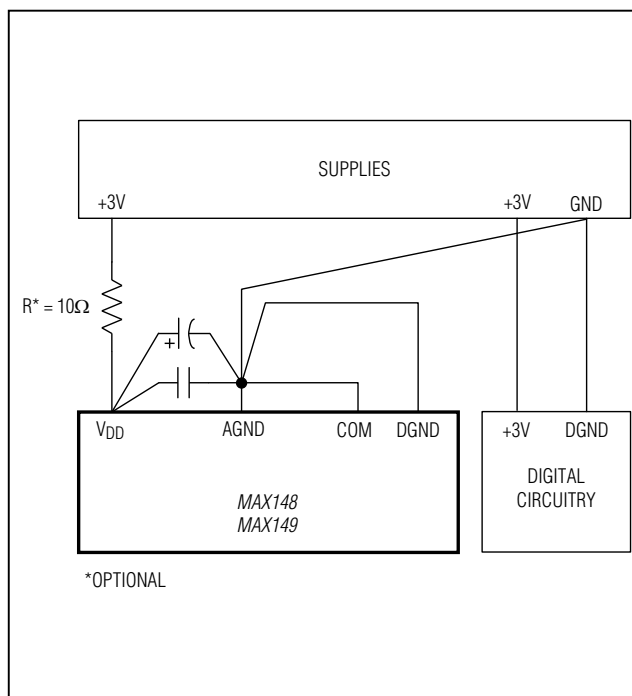 SUPPLIES
+3V +3V GND
R* = 10Ω
+
VDD AGND COM DGND +3V DGND
DIGITAL
CIRCUITRY
MAX148
MAX149
*OPTIONAL